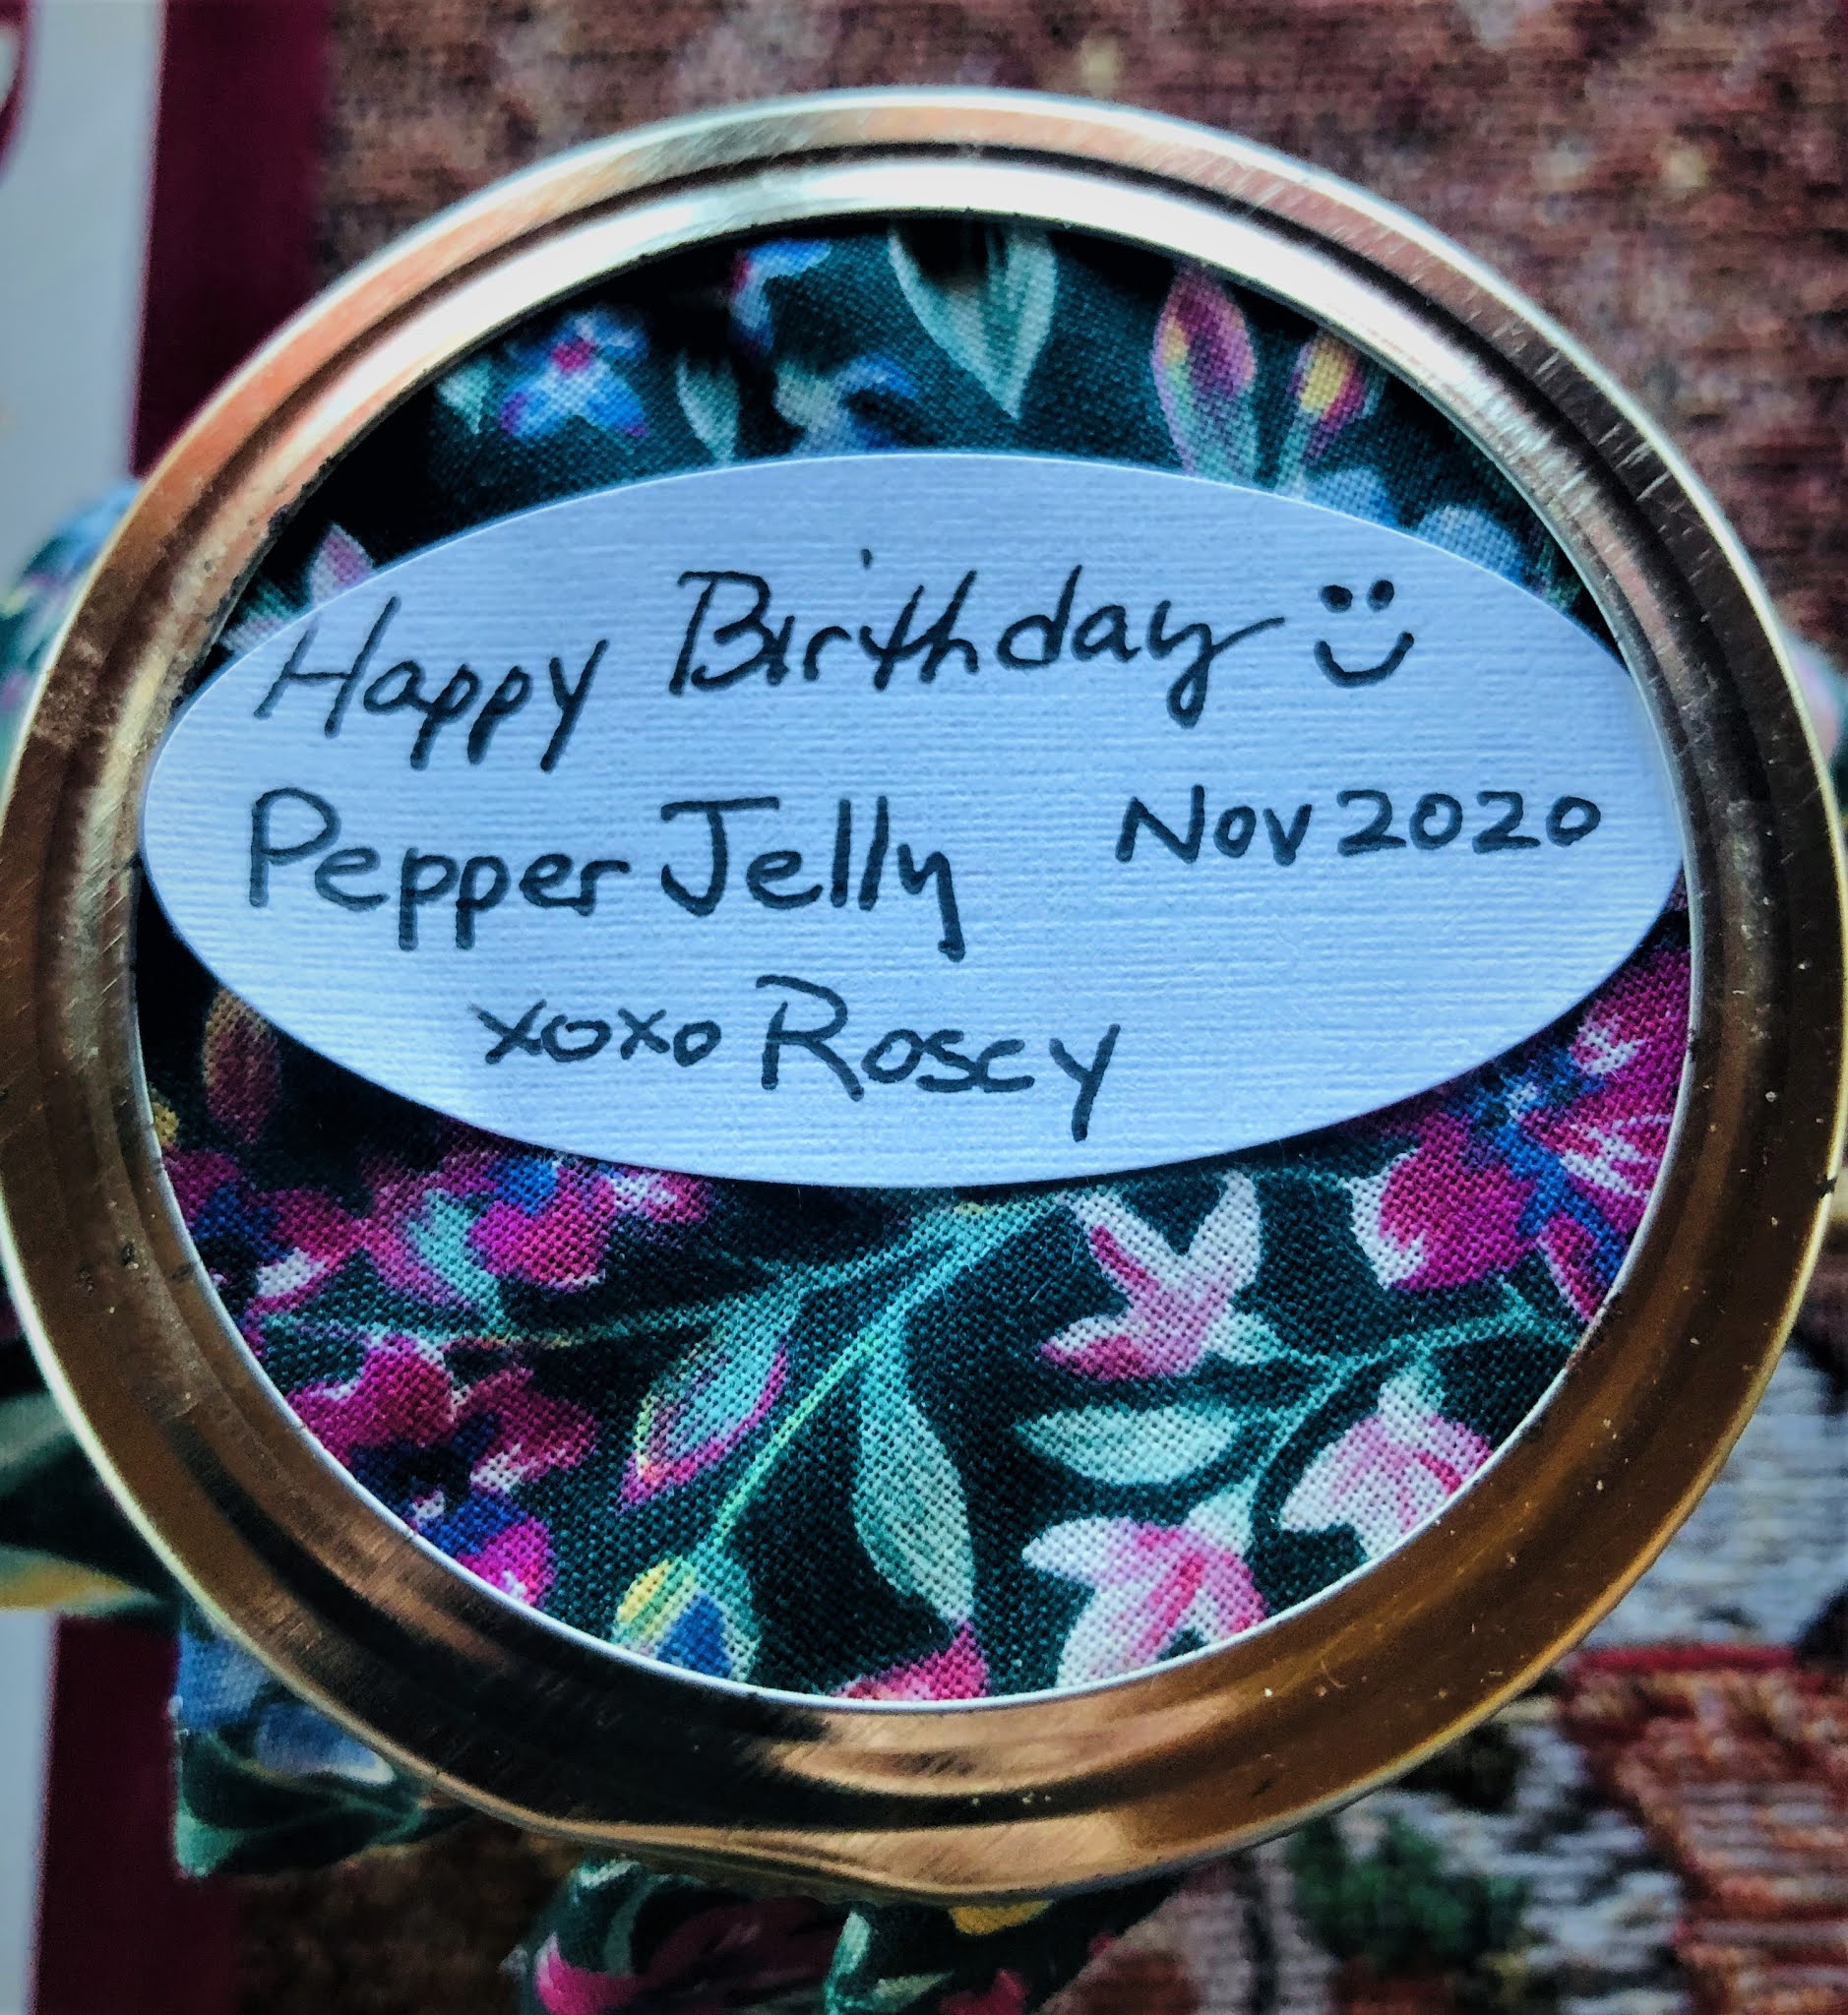 Happy Birthday
Pepper Jelly Nov 2020
xoxo Roscy